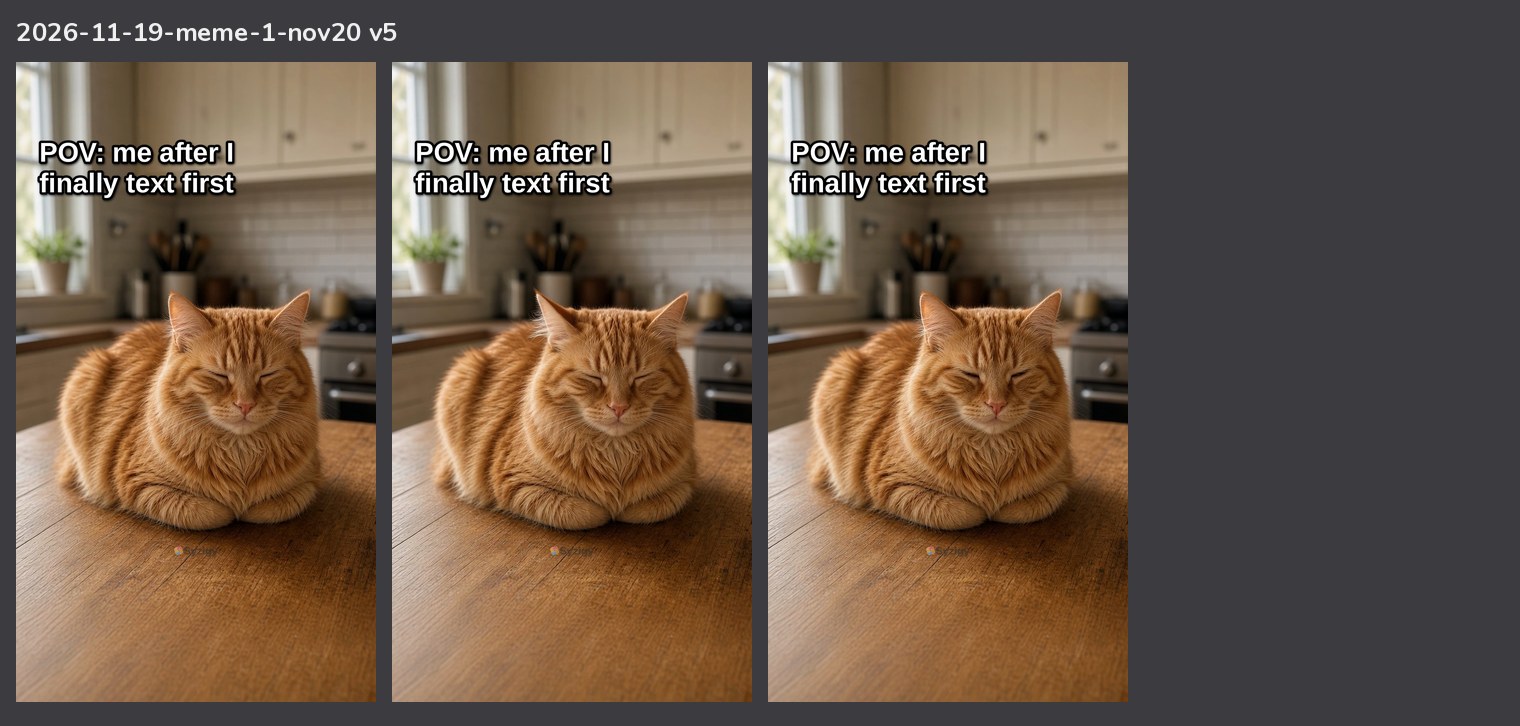 2026-11-19-meme-1-nov20 v5
POV: me after I
finally text first
POV: me after I
finally text first
POV: me after I
finally text first